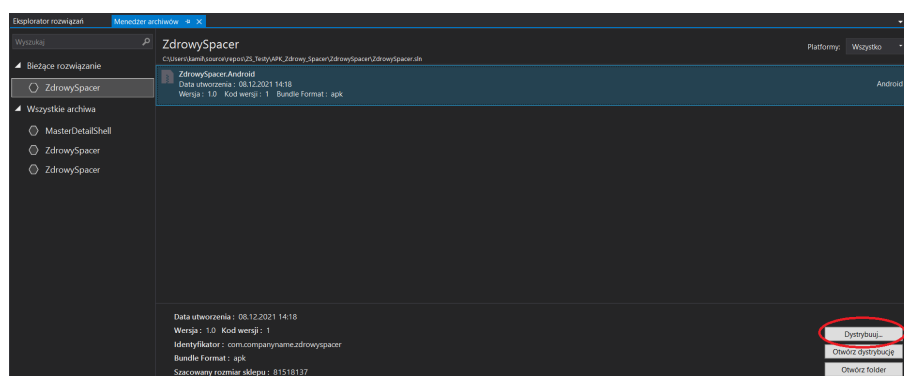 Eksplorator rozwiązań
Menedżer archiwów
Wyszukaj
Bieżące rozwiązanie
ZdrowySpacer
Wszystkie archiwa
MasterDetailShell
ZdrowySpacer
ZdrowySpacer
ZdrowySpacer
Platformy: Wszystko
C:\Users\kamil\source\repos\ZS_Testy\APK_Zdrowy_Spacer\ZdrowySpacer\ZdrowySpacer.sln
ZdrowySpacer.Android
Data utworzenia : 08.12.2021 14:18
Wersja : 1.0 Kod wersji : 1 Bundle Format : apk
Android
Data utworzenia : 08.12.2021 14:18
Wersja : 1.0 Kod wersji : 1
Identyfikator : com.companyname.zdrowyspacer
Bundle Format : apk
Szacowany rozmiar sklepu : 81518137
Dystrybuuj...
Otwórz dystrybucję
Otwórz folder